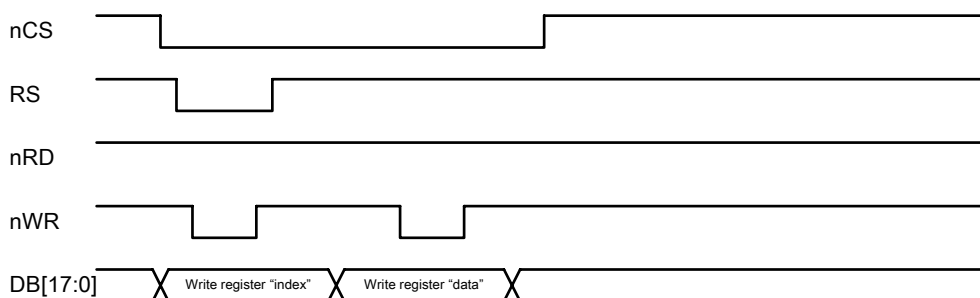 nCS
RS
nRD
nWR
DB[17:0]
Write register “index”
Write register “data”